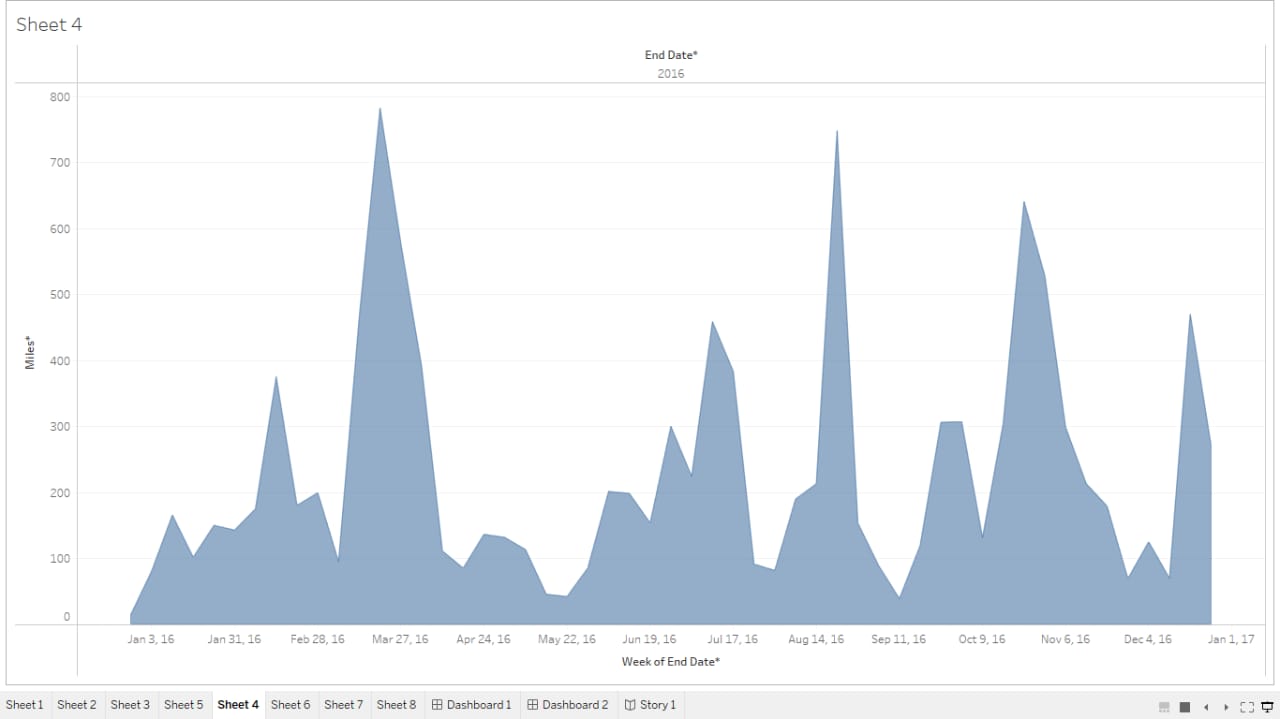 Sheet 4
End Date*
2016
800
700
600
500
400
300
200
100
0
Miles*
Jan 3, 16 Jan 31, 16 Feb 28, 16 Mar 27, 16 Apr 24, 16 May 22, 16 Jun 19, 16 Jul 17, 16 Aug 14, 16 Sep 11, 16 Oct 9, 16 Nov 6, 16 Dec 4, 16 Jan 1, 17
Week of End Date*
Sheet 1 Sheet 2 Sheet 3 Sheet 5 Sheet 4 Sheet 6 Sheet 7 Sheet 8 Dashboard 1 Dashboard 2 Story 1